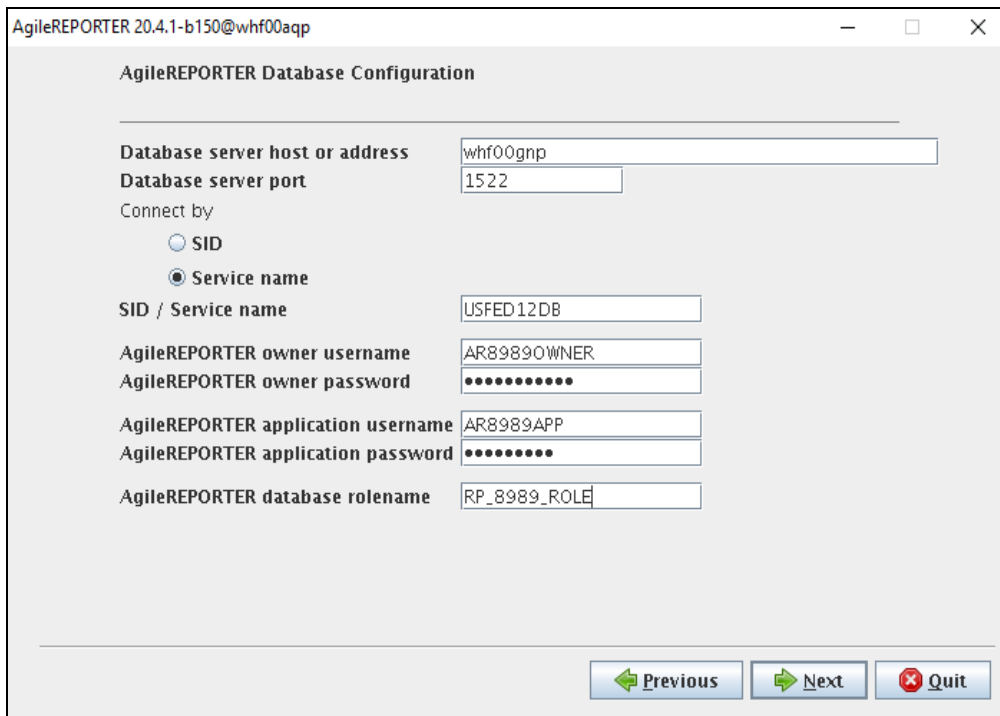 AgileREPORTER 20.4.1-b150@whf00aqp
AgileREPORTER Database Configuration
Database server host or address whf00gnp
Database server port 1522
Connect by
SID
Service name
SID / Service name USFED12DB
AgileREPORTER owner username AR8989OWNER
AgileREPORTER owner password •••••••••••
AgileREPORTER application username AR8989APP
AgileREPORTER application password •••••••••
AgileREPORTER database rolename RP_8989_ROLE
Previous Next Quit